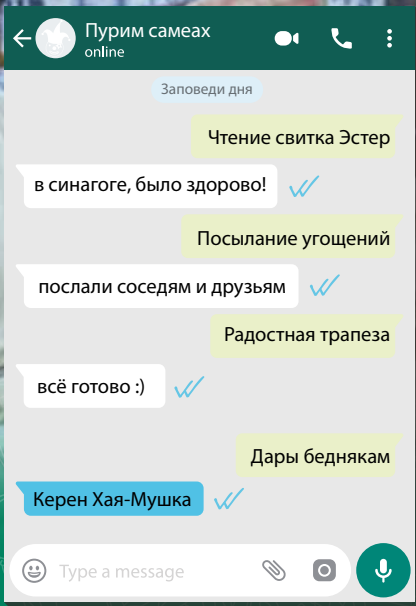 Пурим самеах
online
Заповеди дня
Чтение свитка Эстер
в синагоге, было здорово!
Посылание угощений
послали соседям и друзьям
Радостная трапеза
всё готово :)
Дары беднякам
Керен Хая-Мушка
Type a message